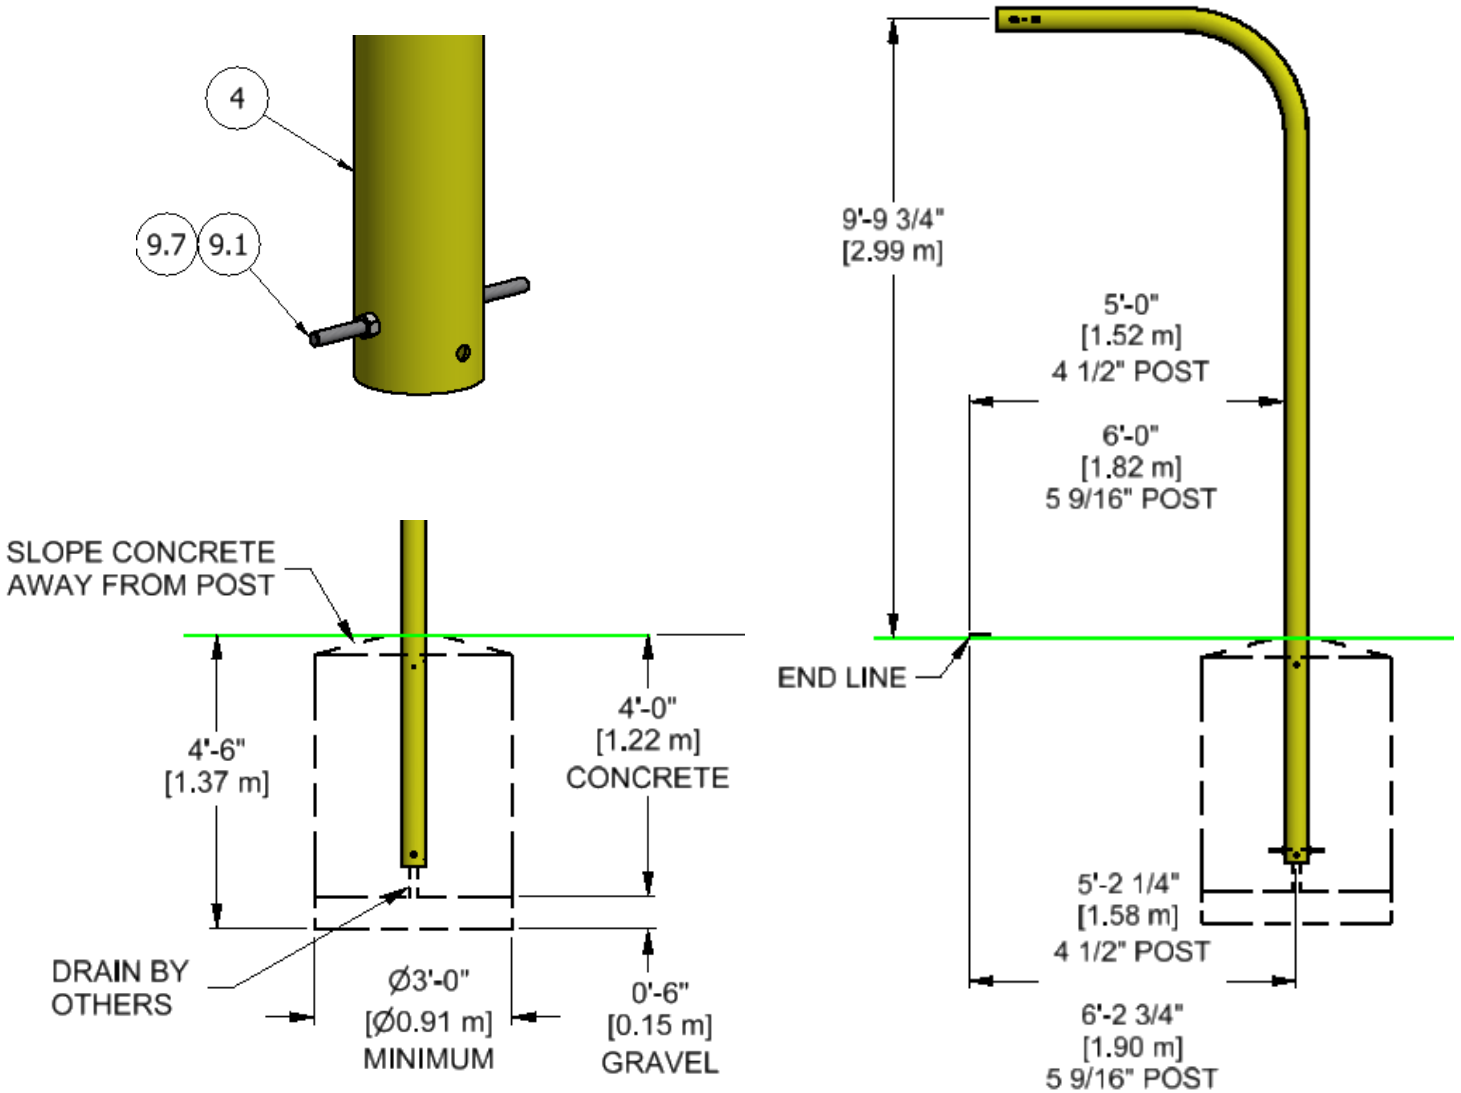 4
9.7
9.1
SLOPE CONCRETE
AWAY FROM POST
4'-6"
[1.37 m]
4'-0"
[1.22 m]
CONCRETE
DRAIN BY
OTHERS
Ø3'-0"
[Ø0.91 m]
MINIMUM
0'-6"
[0.15 m]
GRAVEL
9'-9 3/4"
[2.99 m]
5'-0"
[1.52 m]
4 1/2" POST
6'-0"
[1.82 m]
5 9/16" POST
END LINE
5'-2 1/4"
[1.58 m]
4 1/2" POST
6'-2 3/4"
[1.90 m]
5 9/16" POST